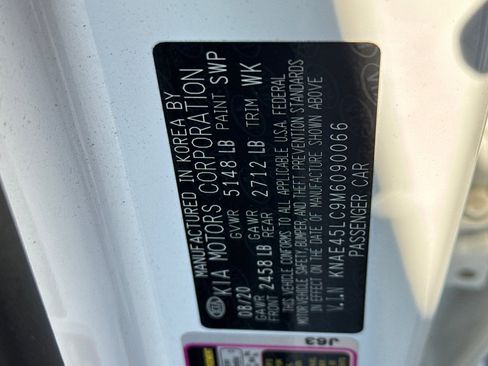 MANUFACTURED IN KOREA BY
KIA MOTORS CORPORATION
08/20 GVWR 5148 LB PAINT SWP
GAWR FRONT 2458 LB GAWR REAR 2712 LB TRIM WK
THIS VEHICLE CONFORMS TO ALL APPLICABLE U.S.A. FEDERAL
MOTOR VEHICLE SAFETY, BUMPER, AND THEFT PREVENTION STANDARDS
IN EFFECT ON THE DATE OF MANUFACTURE SHOWN ABOVE
V.I.N KNAE45LC9M6090066
PASSENGER CAR
J63